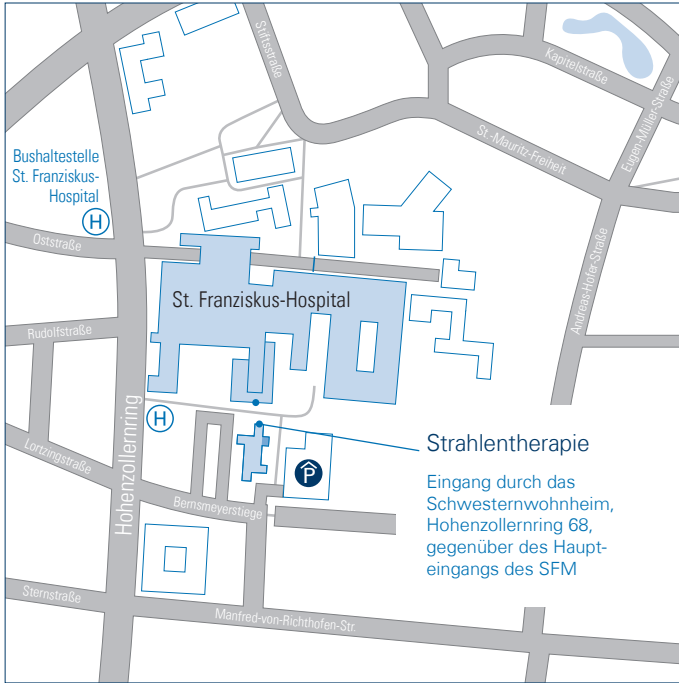 Stiftsstraße
Kapitelstraße
Eugen-Müller-Straße
St.-Mauritz-Freiheit
Bushaltestelle
St. Franziskus-
Hospital
H
Oststraße
Andreas-Hofer-Straße
St. Franziskus-Hospital
Rudolfstraße
H
Hohenzollernring
Lortzingstraße
Strahlentherapie
P
Eingang durch das
Schwesternwohnheim,
Hohenzollernring 68,
gegenüber des Haupt-
eingangs des SFM
Bernsmeyerstiege
Sternstraße
Manfred-von-Richthofen-Str.